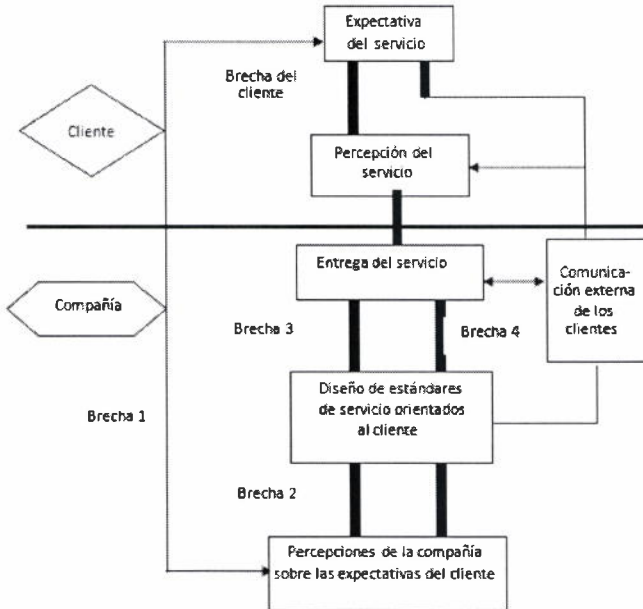 Expectativa
del servicio
Brecha del
cliente
Cliente
Percepción del
servicio
Entrega del servicio
Comunica-
ción externa
de los
clientes
Compañía
Brecha 3
Brecha 4
Diseño de estándares
de servicio orientados
al cliente
Brecha 1
Brecha 2
Percepciones de la compañía
sobre las expectativas del cliente